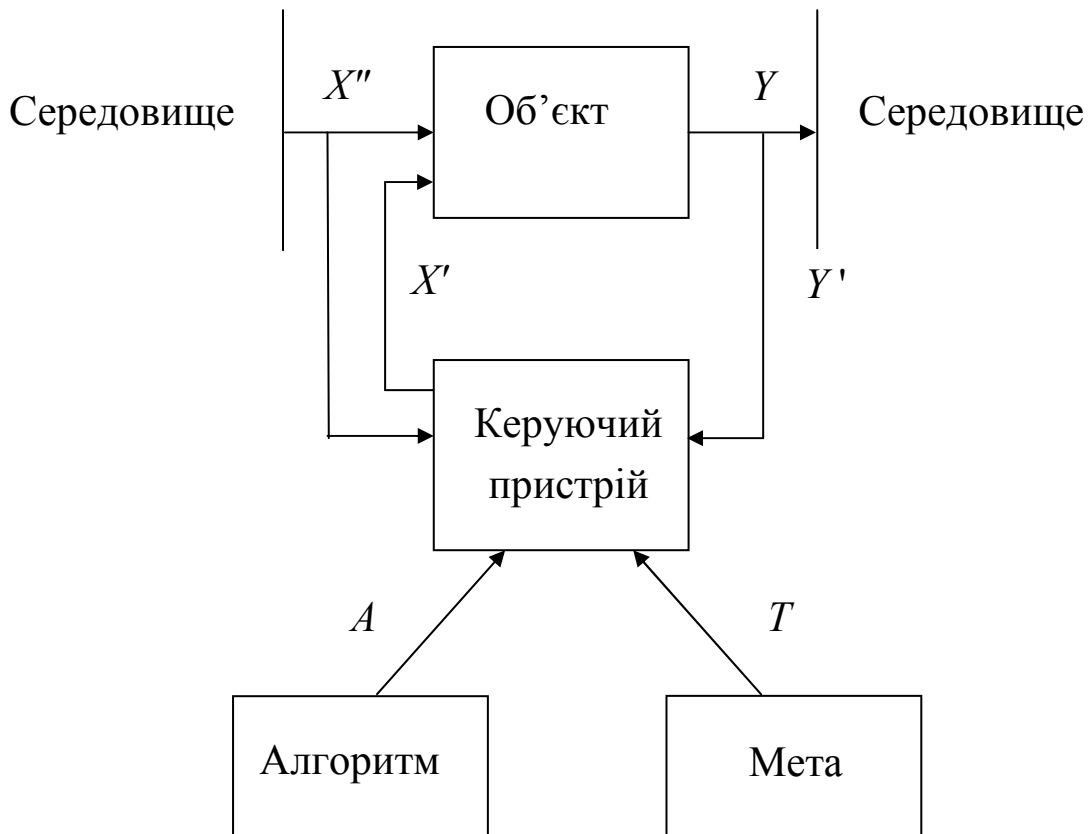 X″
Об’єкт
Y
Середовище
Середовище
X′
Y '
Керуючий
пристрій
A
T
Алгоритм
Мета